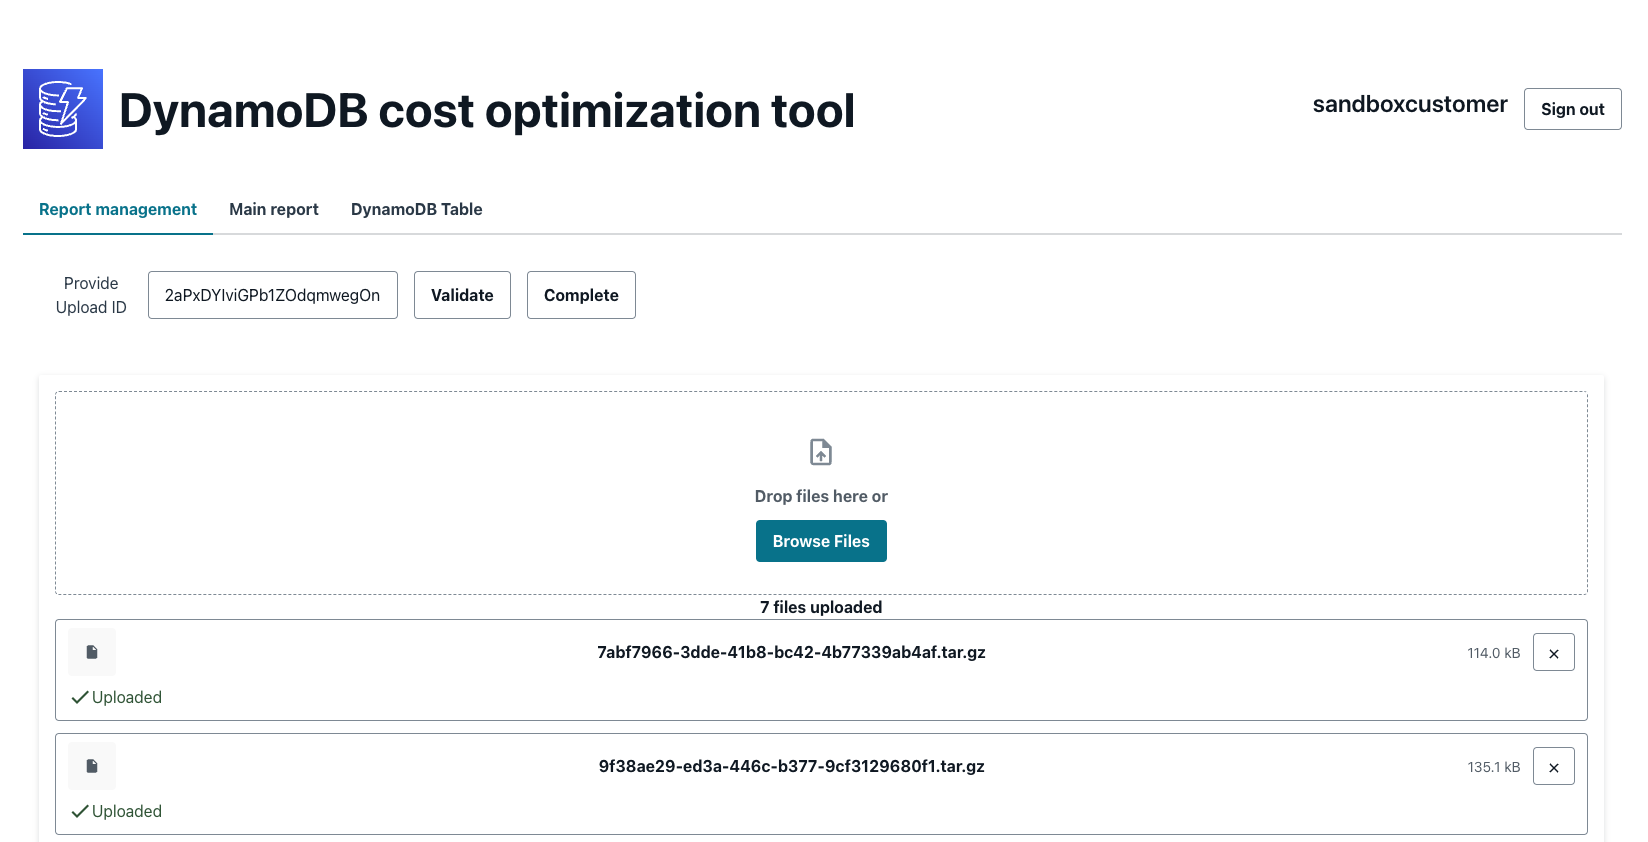 DynamoDB cost optimization tool
sandboxcustomer
Sign out
Report management
Main report
DynamoDB Table
Provide
Upload ID
2aPxDYIviGPb1ZOdqmwegOn
Validate
Complete
Drop files here or
Browse Files
7 files uploaded
7abf7966-3dde-41b8-bc42-4b77339ab4af.tar.gz
114.0 kB
Uploaded
9f38ae29-ed3a-446c-b377-9cf3129680f1.tar.gz
135.1 kB
Uploaded